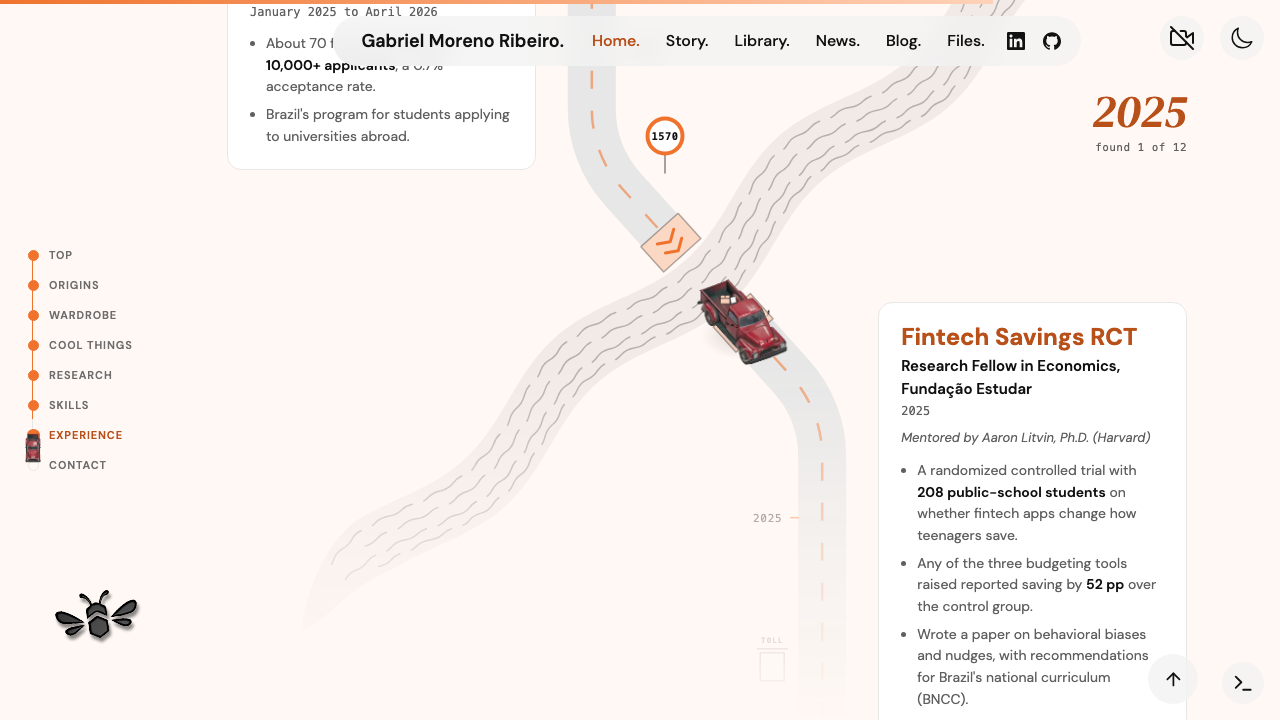 January 2025 to April 2026
About 70 f
10,000+ applicants, a 0.7%
acceptance rate.
Brazil's program for students applying
to universities abroad.
Gabriel Moreno Ribeiro.
Home.
Story.
Library.
News.
Blog.
Files.
1570
2025
found 1 of 12
TOP
ORIGINS
WARDROBE
COOL THINGS
RESEARCH
SKILLS
EXPERIENCE
CONTACT
2025
TOLL
Fintech Savings RCT
Research Fellow in Economics,
Fundação Estudar
2025
Mentored by Aaron Litvin, Ph.D. (Harvard)
A randomized controlled trial with
208 public-school students on
whether fintech apps change how
teenagers save.
Any of the three budgeting tools
raised reported saving by 52 pp over
the control group.
Wrote a paper on behavioral biases
and nudges, with recommendations
for Brazil's national curriculum
(BNCC).